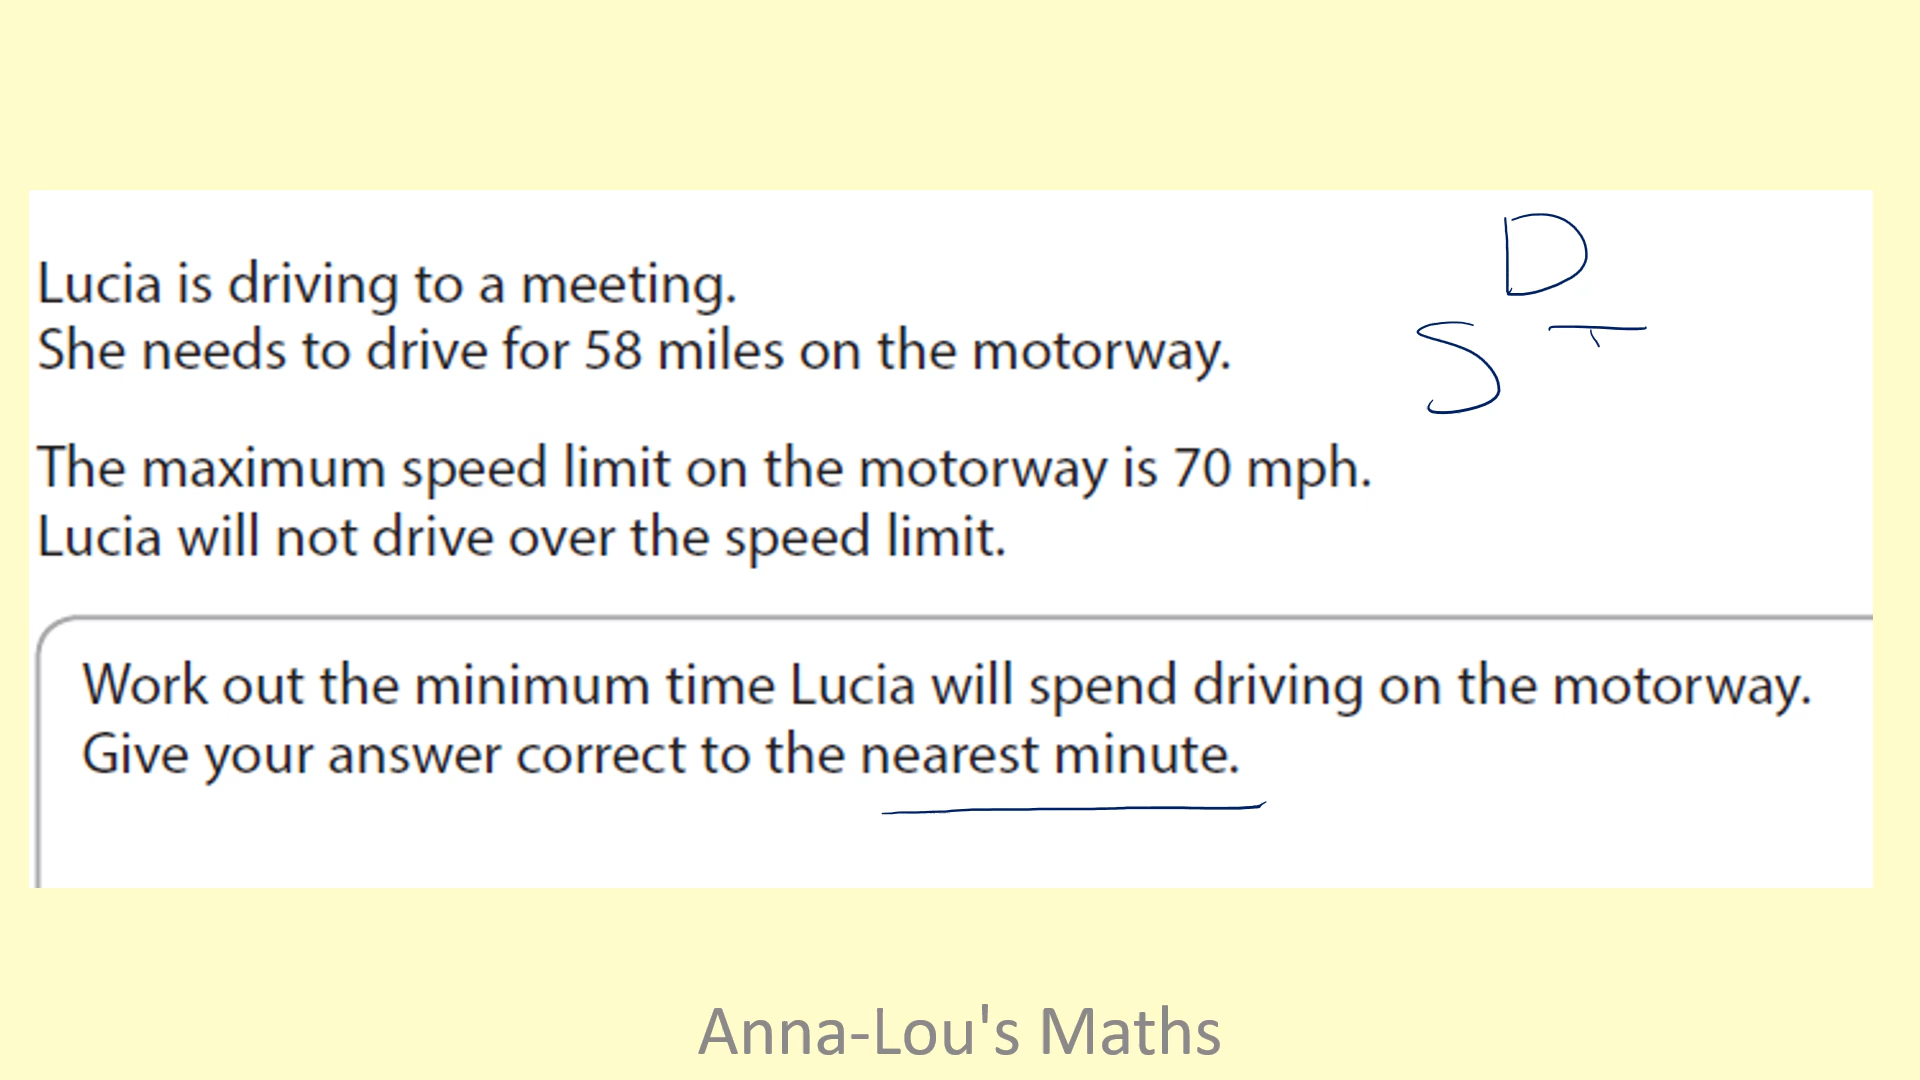 Lucia is driving to a meeting.
She needs to drive for 58 miles on the motorway.
The maximum speed limit on the motorway is 70 mph.
Lucia will not drive over the speed limit.
D
S T
Work out the minimum time Lucia will spend driving on the motorway.
Give your answer correct to the nearest minute.
Anna-Lou's Maths